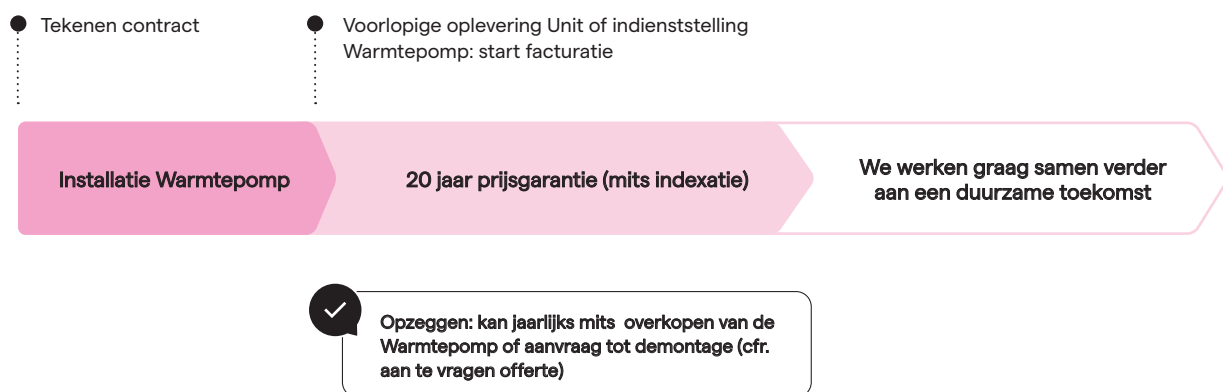 Tekenen contract
Voorlopige oplevering Unit of indienststelling
Warmtepomp: start facturatie
Installatie Warmtepomp
20 jaar prijsgarantie (mits indexatie)
We werken graag samen verder
aan een duurzame toekomst
Opzeggen: kan jaarlijks mits overkopen van de
Warmtepomp of aanvraag tot demontage (cfr.
aan te vragen offerte)